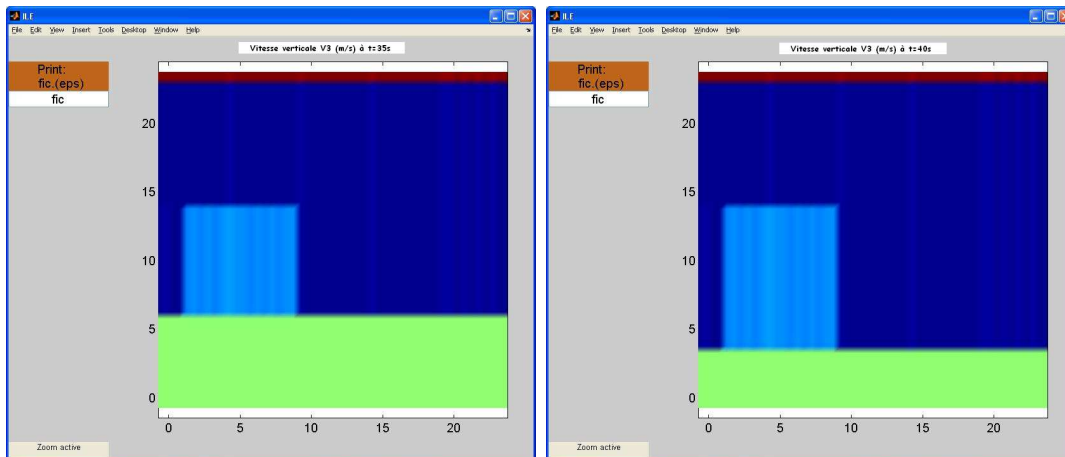 ILE
File Edit View Insert Tools Desktop Window Help
Vitesse verticale V3 (m/s) à t=35s
Print:
fic.(eps)
fic
20
15
10
5
0
0 5 10 15 20
Zoom active
ILE
File Edit View Insert Tools Desktop Window Help
Vitesse verticale V3 (m/s) à t=40s
Print:
fic.(eps)
fic
20
15
10
5
0
0 5 10 15 20
Zoom active